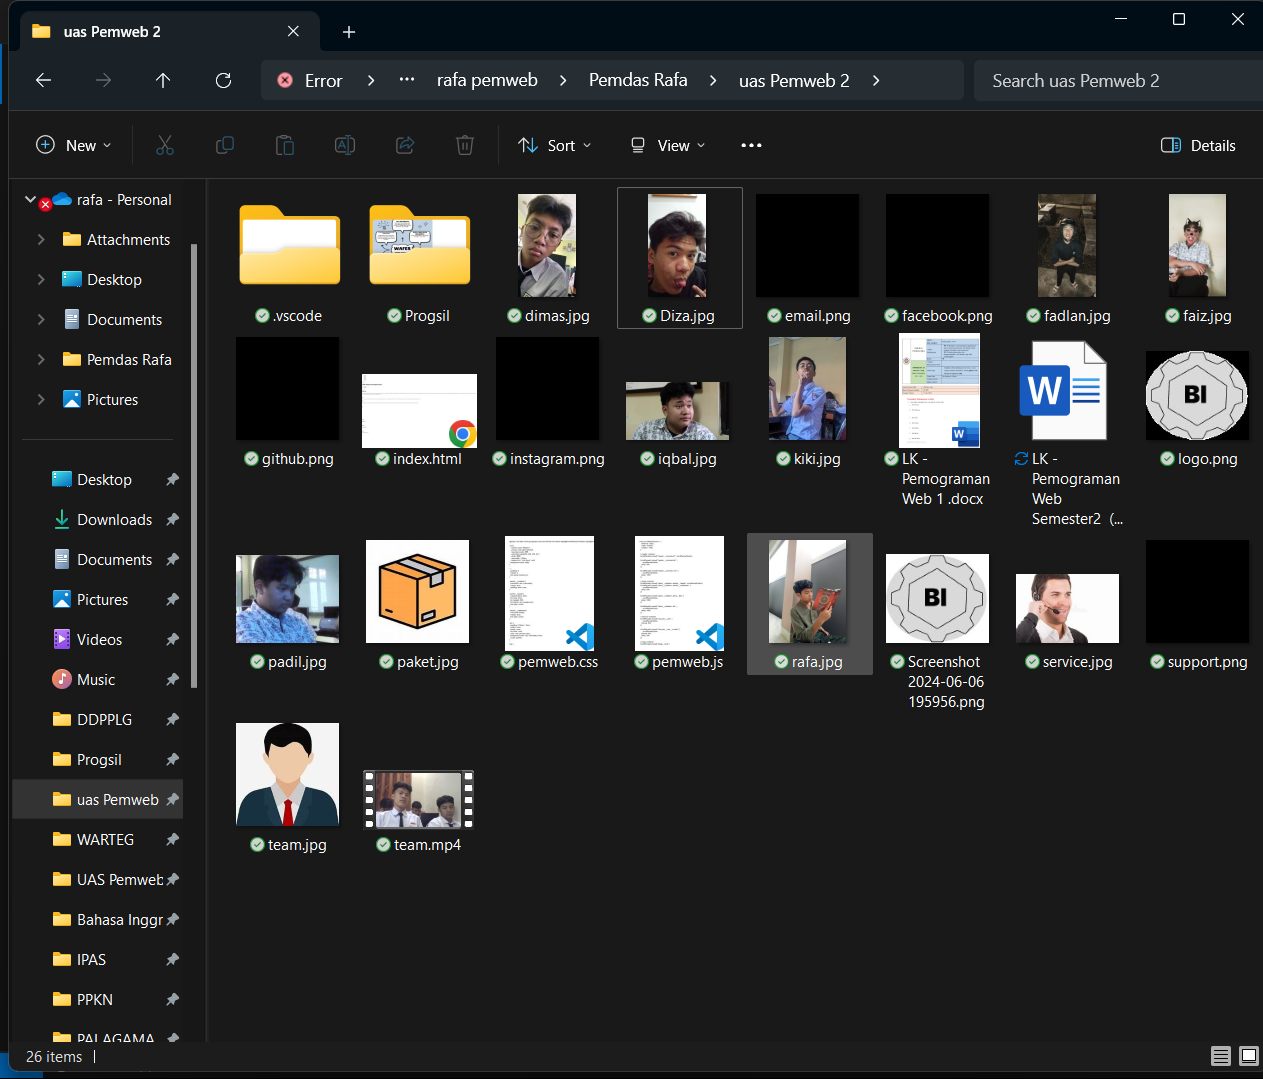 uas Pemweb 2
Error
rafa pemweb
Pemdas Rafa
uas Pemweb 2
Search uas Pemweb 2
New
Sort
View
Details
rafa - Personal
Attachments
Desktop
Documents
Pemdas Rafa
Pictures
Desktop
Downloads
Documents
Pictures
Videos
Music
DDPPLG
Progsil
uas Pemweb
WARTEG
UAS Pemweb
Bahasa Inggr
IPAS
PPKN
PALAGAMA
WAFER
.vscode
Progsil
dimas.jpg
Diza.jpg
email.png
facebook.png
fadlan.jpg
faiz.jpg
W
W
BI
github.png
index.html
instagram.png
iqbal.jpg
kiki.jpg
LK -
Pemograman
Web 1 .docx
LK -
Pemograman
Web
Semester2 (...
logo.png
BI
padil.jpg
paket.jpg
pemweb.css
pemweb.js
rafa.jpg
Screenshot
2024-06-06
195956.png
service.jpg
support.png
team.jpg
team.mp4
26 items